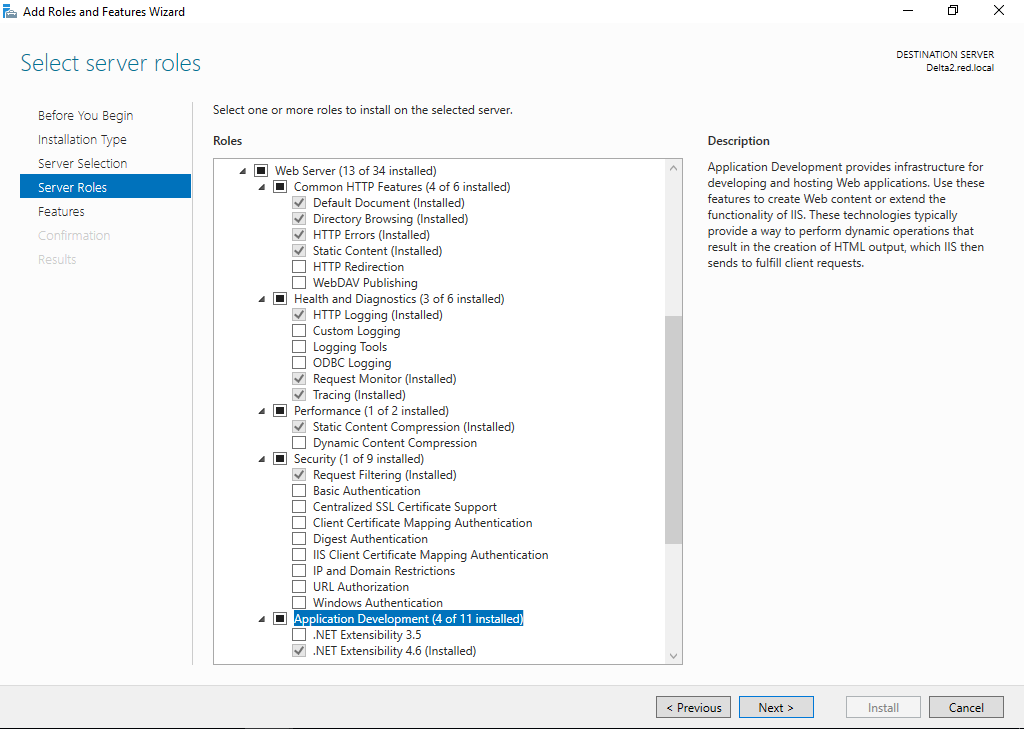 Add Roles and Features Wizard
Select server roles
DESTINATION SERVER
Delta2.red.local
Before You Begin
Installation Type
Server Selection
Server Roles
Features
Confirmation
Results
Select one or more roles to install on the selected server.
Roles
Web Server (13 of 34 installed)
Common HTTP Features (4 of 6 installed)
Default Document (Installed)
Directory Browsing (Installed)
HTTP Errors (Installed)
Static Content (Installed)
HTTP Redirection
WebDAV Publishing
Health and Diagnostics (3 of 6 installed)
HTTP Logging (Installed)
Custom Logging
Logging Tools
ODBC Logging
Request Monitor (Installed)
Tracing (Installed)
Performance (1 of 2 installed)
Static Content Compression (Installed)
Dynamic Content Compression
Security (1 of 9 installed)
Request Filtering (Installed)
Basic Authentication
Centralized SSL Certificate Support
Client Certificate Mapping Authentication
Digest Authentication
IIS Client Certificate Mapping Authentication
IP and Domain Restrictions
URL Authorization
Windows Authentication
Application Development (4 of 11 installed)
.NET Extensibility 3.5
.NET Extensibility 4.6 (Installed)
Description
Application Development provides infrastructure for
developing and hosting Web applications. Use these
features to create Web content or extend the
functionality of IIS. These technologies typically
provide a way to perform dynamic operations that
result in the creation of HTML output, which IIS then
sends to fulfill client requests.
< Previous
Next >
Install
Cancel